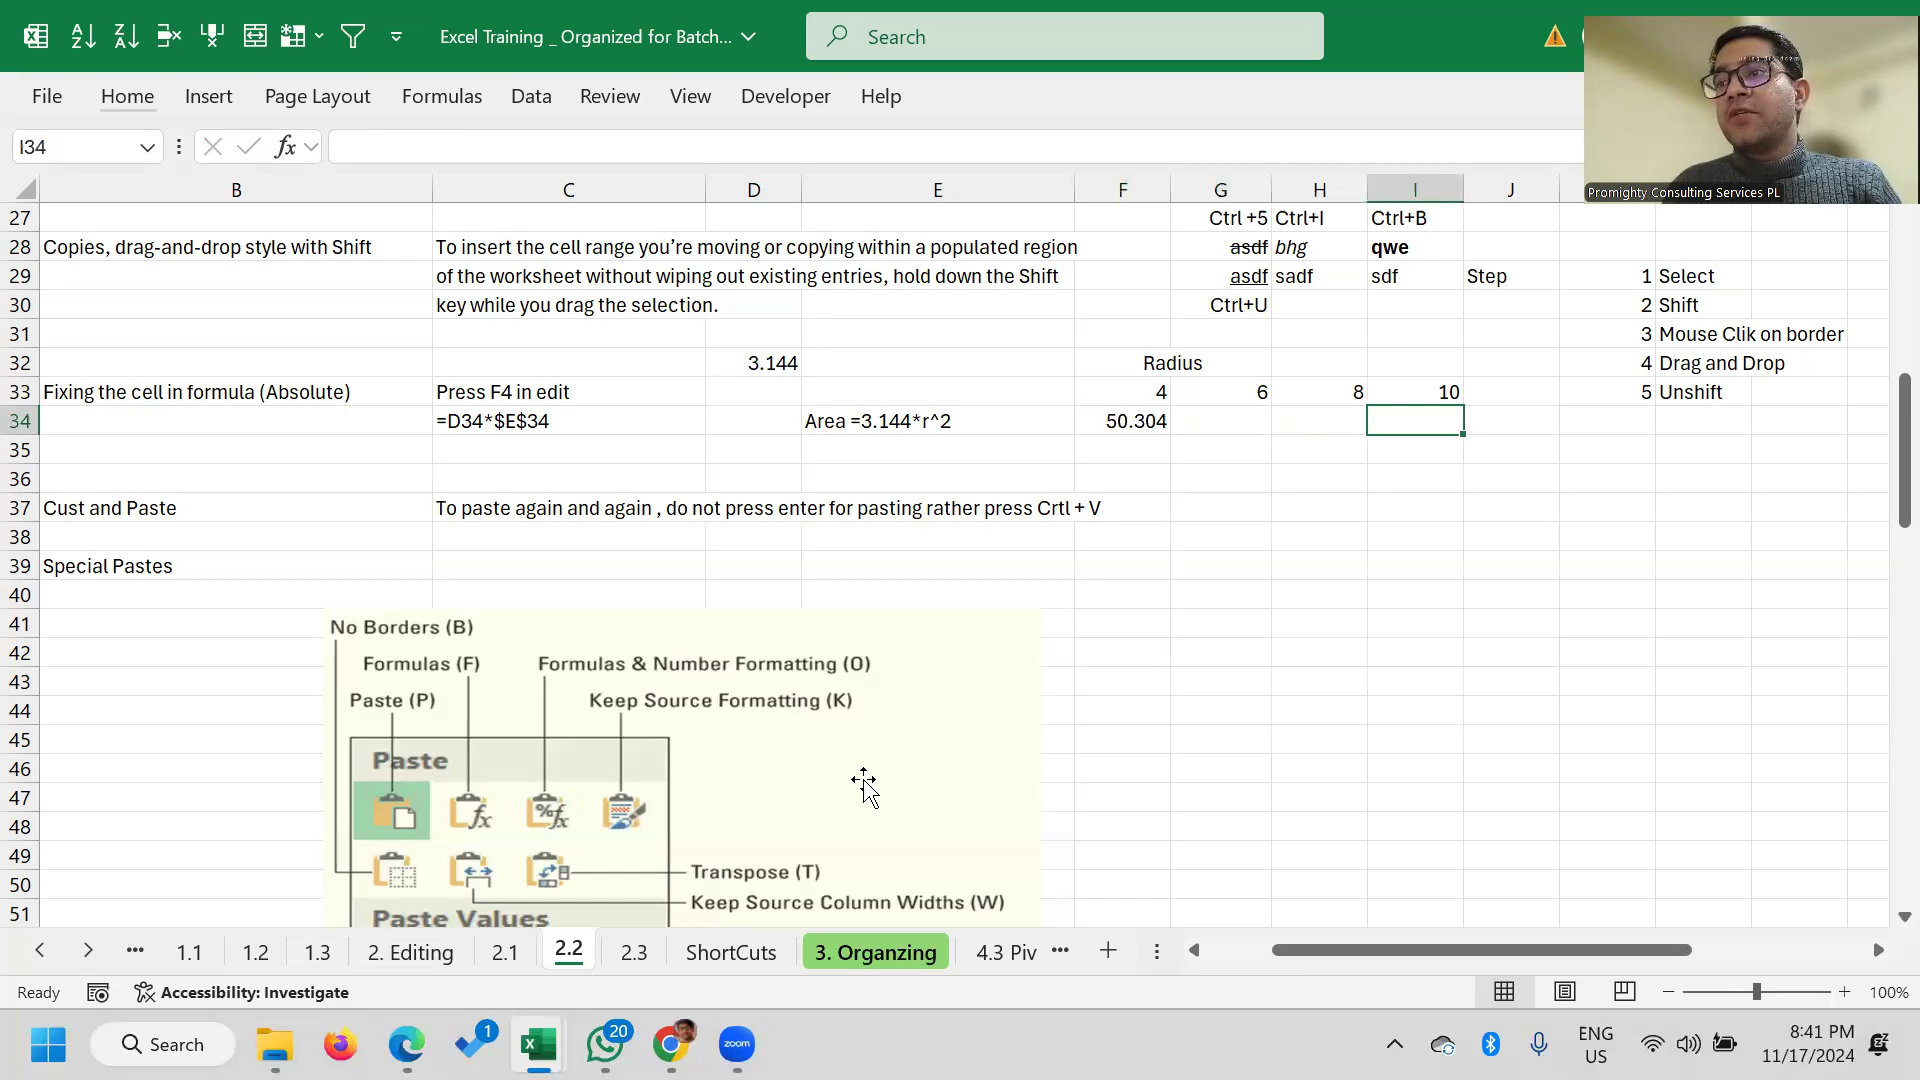 Excel Training _ Organized for Batch...
Search
File Home Insert Page Layout Formulas Data Developer Review View Help
I34
fx
Promighty Consulting Services PL
B C D E F G H I J
27 Ctrl +5 Ctrl+I Ctrl+B
28 Copies, drag-and-drop style with Shift To insert the cell range you’re moving or copying within a populated region asdf bhg qwe
29 of the worksheet without wiping out existing entries, hold down the Shift asdf sadf sdf Step 1 Select
30 key while you drag the selection. Ctrl+U 2 Shift
31 3 Mouse Clik on border
32 3.144 Radius 4 Drag and Drop
33 Fixing the cell in formula (Absolute) Press F4 in edit 4 6 8 10 5 Unshift
34 =D34*$E$34 Area =3.144*r^2 50.304
35
36
37 Cust and Paste To paste again and again , do not press enter for pasting rather press Crtl + V
38
39 Special Pastes
40
41 No Borders (B)
42 Formulas (F) Formulas & Number Formatting (O)
43
44 Paste (P) Keep Source Formatting (K)
45
46 Paste
47
48
49
50 Transpose (T)
Keep Source Column Widths (W)
51 Paste Values
1.1 1.2 1.3 2. Editing 2.1 2.2 2.3 ShortCuts 3. Organzing 4.3 Piv
Ready Accessibility: Investigate 100%
Search 1 20 zoom ENG US 8:41 PM 11/17/2024